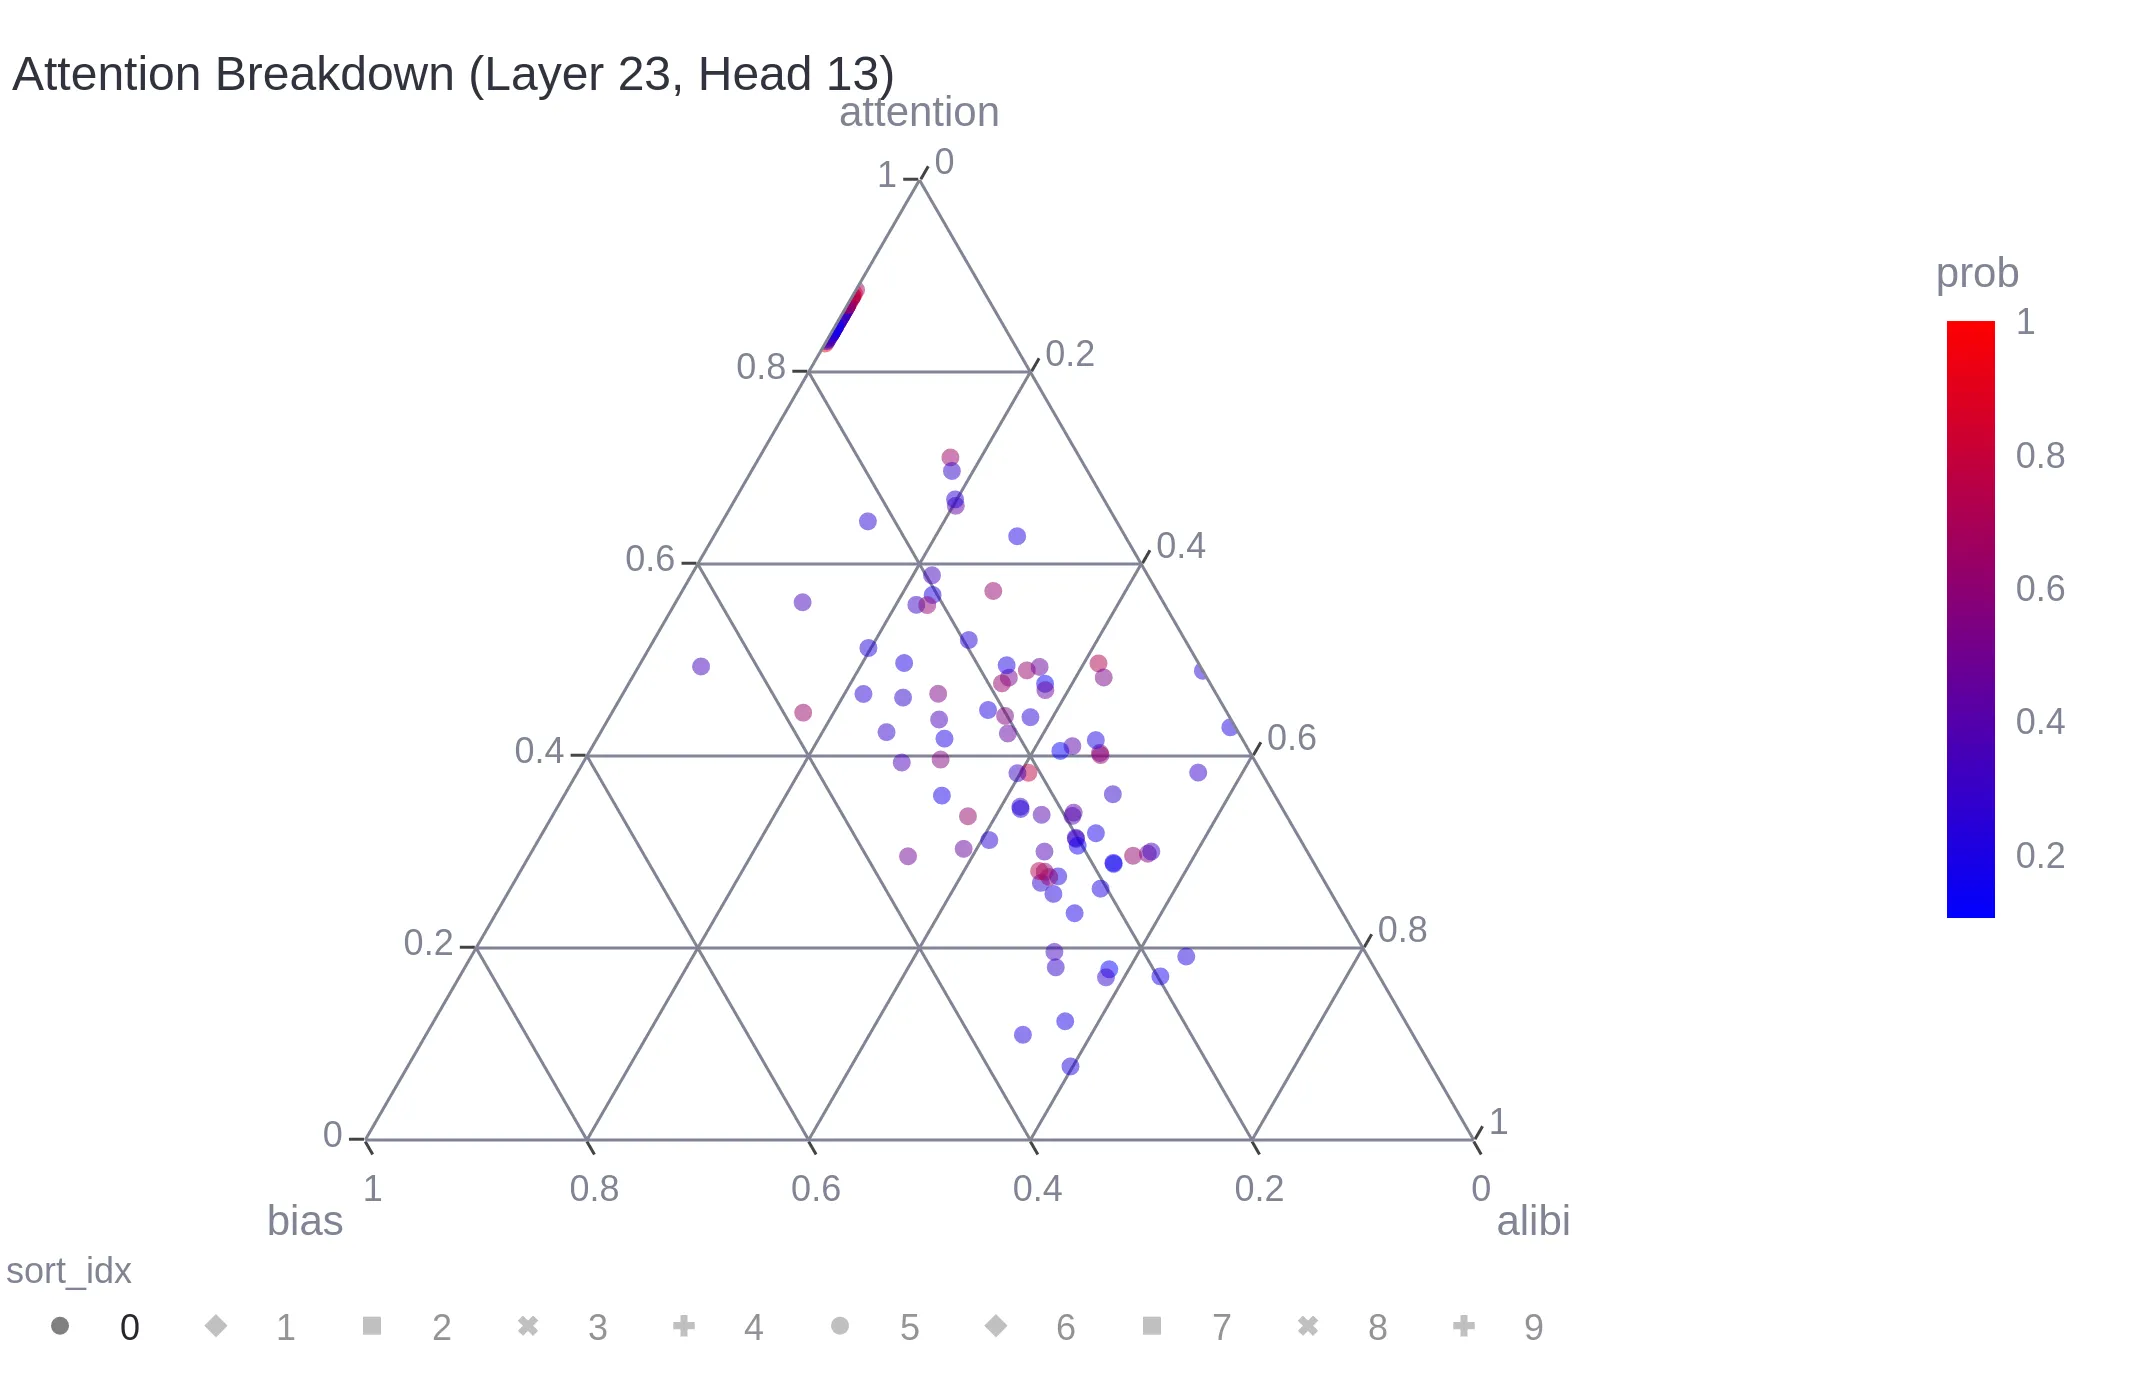 Attention Breakdown (Layer 23, Head 13)
attention
1 0
prob
1
0.8 0.2
0.8
0.6 0.4
0.6
0.4 0.6
0.4
0.2 0.8
0.2
0 1
1 0.8 0.6 0.4 0.2 0
bias alibi
sort_idx
0 1 2 3 4 5 6 7 8 9